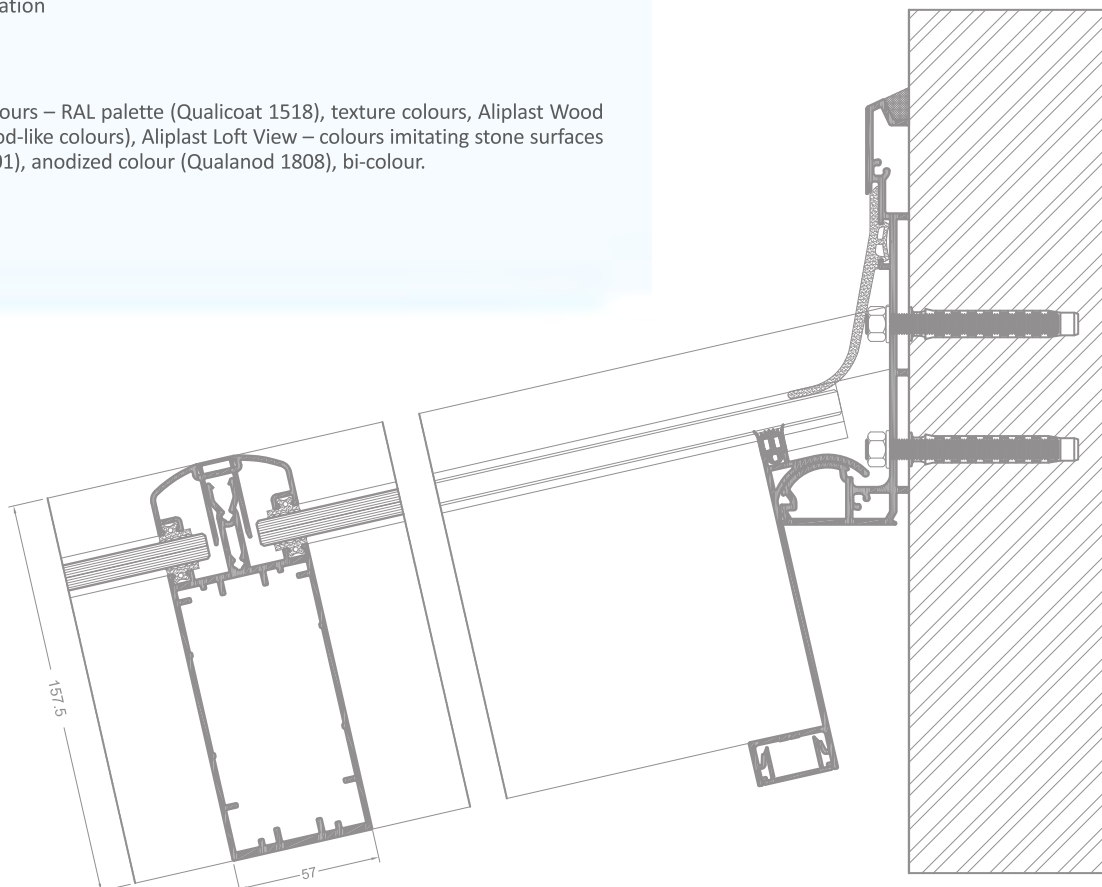 ation
ours – RAL palette (Qualicoat 1518), texture colours, Aliplast Wood
od-like colours), Aliplast Loft View – colours imitating stone surfaces
01), anodized colour (Qualanod 1808), bi-colour.
157.5
57